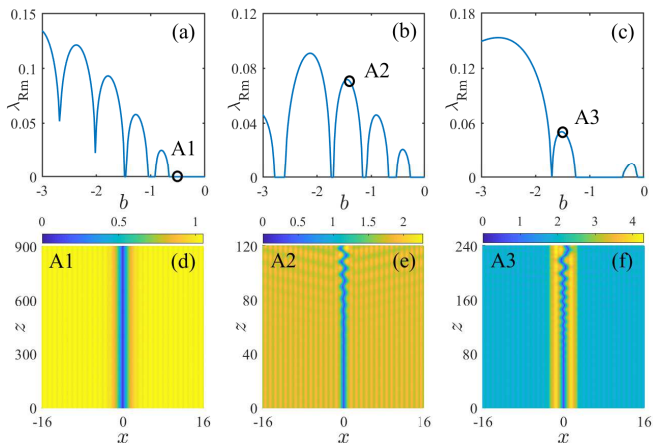 0.15 (a) 0.12 (b) 0.18 (c)
0.10 0.08 0.12
λRm λRm λRm
A2
0.05 0.04 0.06 A3
A1
0 0 0
-3 -2 -1 0 -3 -2 -1 0 -3 -2 -1 0
b b b
0 0.5 1 0 0.5 1 1.5 2 0 1 2 3 4
900 A1 (d) 120 A2 (e) 240 A3 (f)
600 80 160
z z z
300 40 80
0 0 0
-16 0 16 -16 0 16 -16 0 16
x x x